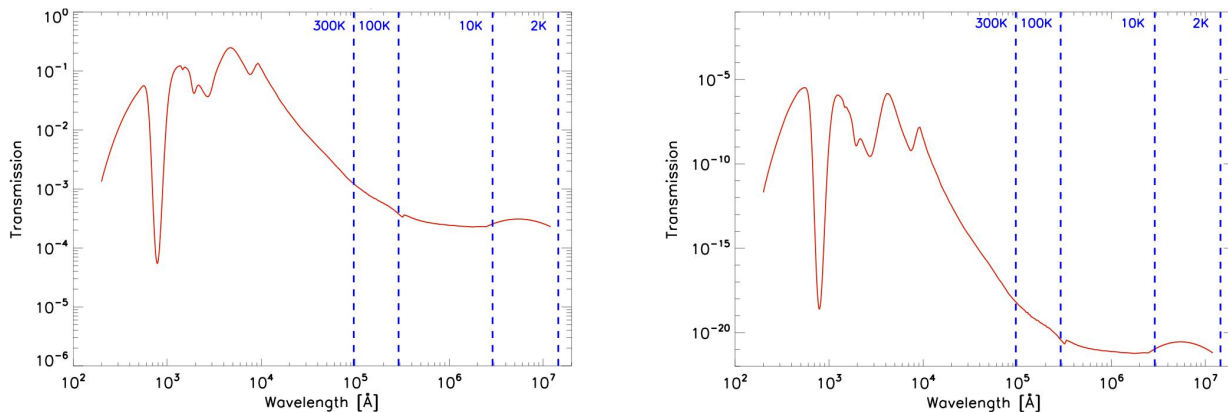 10⁰
10⁻¹
10⁻²
10⁻³
10⁻⁴
10⁻⁵
10⁻⁶
Transmission
300K 100K 10K 2K
10² 10³ 10⁴ 10⁵ 10⁶ 10⁷
Wavelength [Å]
10⁻⁵
10⁻¹⁰
10⁻¹⁵
10⁻²⁰
Transmission
300K 100K 10K 2K
10² 10³ 10⁴ 10⁵ 10⁶ 10⁷
Wavelength [Å]